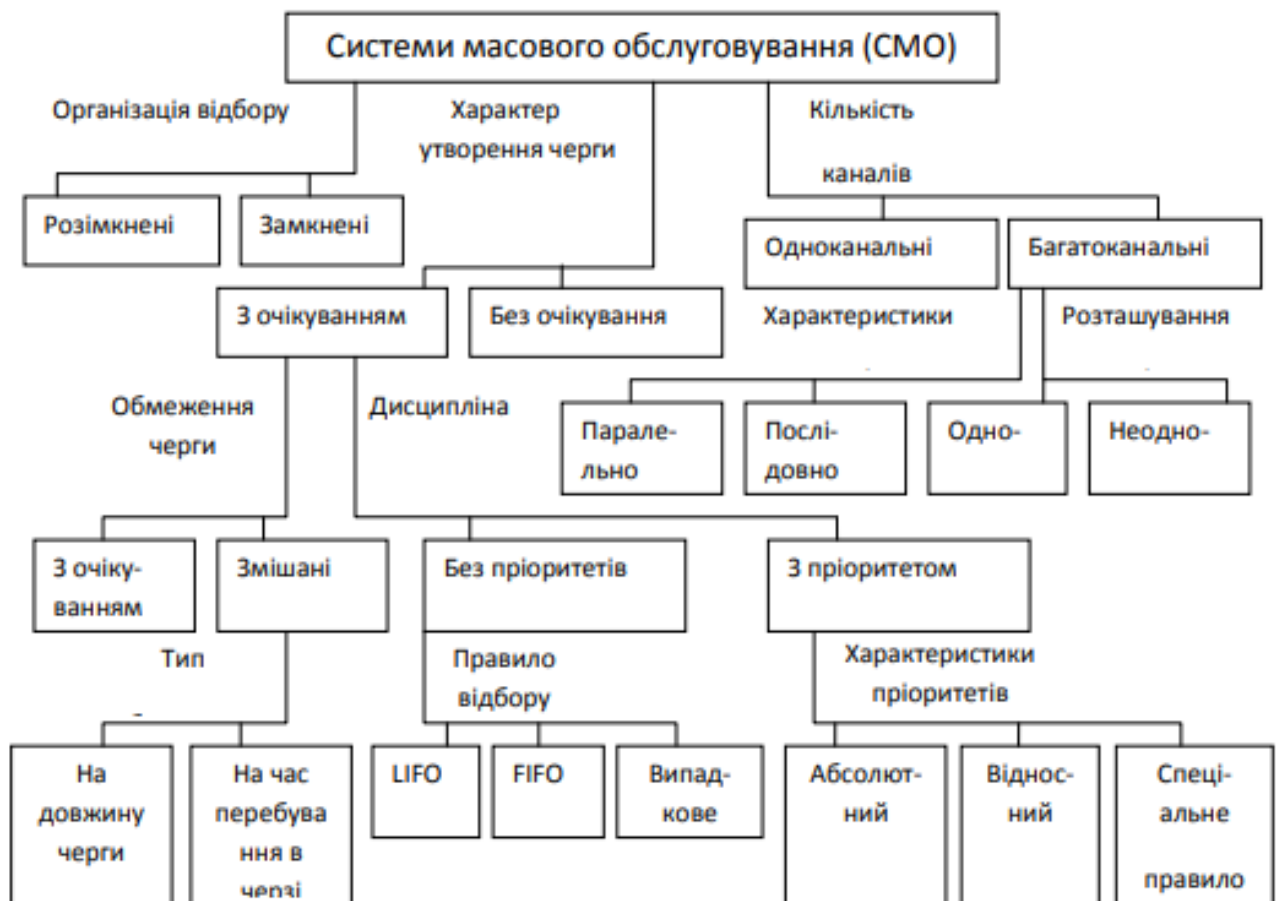 Системи масового обслуговування (СМО)
Організація відбору
Характер
утворення черги
Кількість
каналів
Розімкнені
Замкнені
Одноканальні
Багатоканальні
З очікуванням
Без очікування
Характеристики
Розташування
Обмеження
черги
Дисципліна
Парале-
льно
Послі-
довно
Одно-
Неодно-
З очіку-
ванням
Змішані
Без пріоритетів
З пріоритетом
Тип
Правило
відбору
Характеристики
пріоритетів
На
довжину
черги
На час
перебува
ння в
черзі
LIFO
FIFO
Випад-
кове
Абсолют-
ний
Віднос-
ний
Спеці-
альне
правило